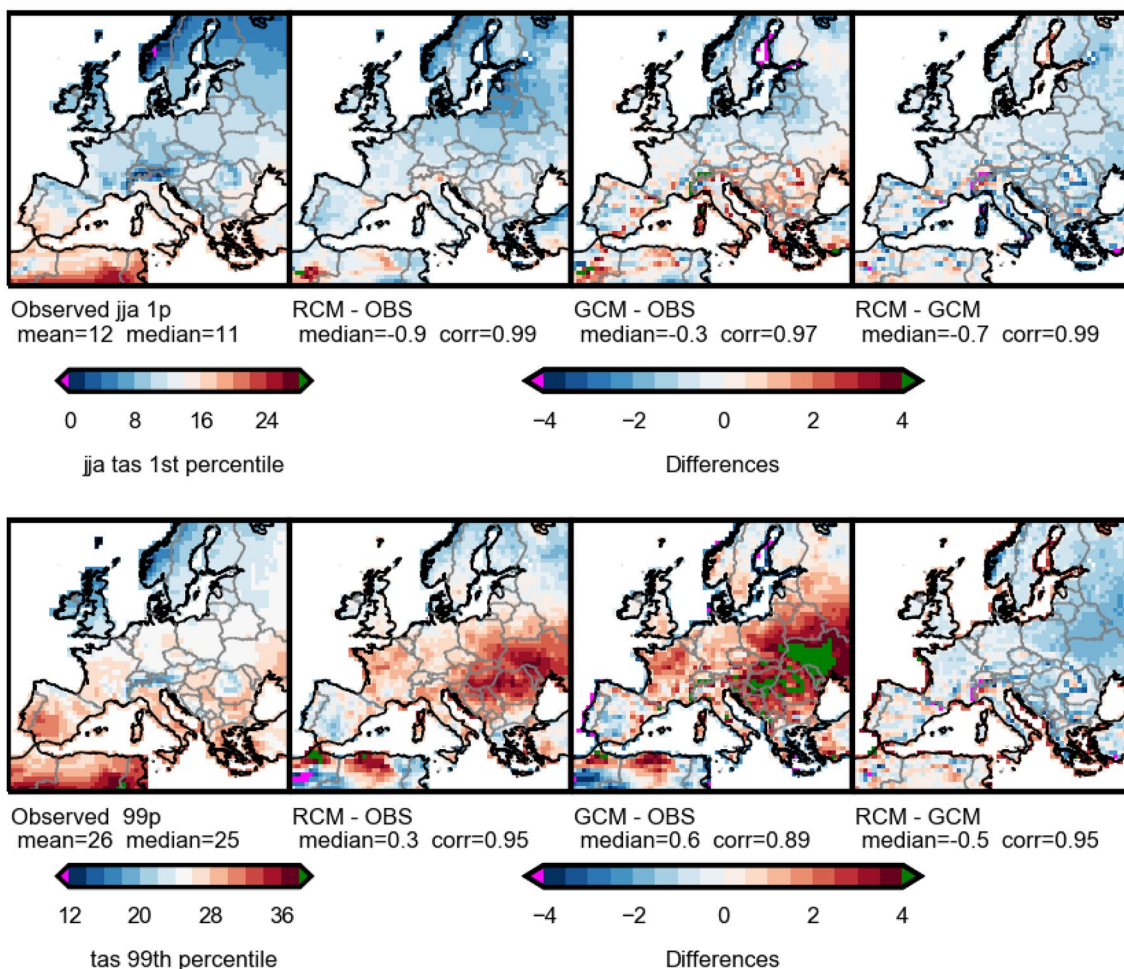 Observed jja 1p
mean=12 median=11
RCM - OBS
median=-0.9 corr=0.99
GCM - OBS
median=-0.3 corr=0.97
RCM - GCM
median=-0.7 corr=0.99
0 8 16 24
jja tas 1st percentile
−4 −2 0 2 4
Differences
Observed 99p
mean=26 median=25
RCM - OBS
median=0.3 corr=0.95
GCM - OBS
median=0.6 corr=0.89
RCM - GCM
median=-0.5 corr=0.95
12 20 28 36
tas 99th percentile
−4 −2 0 2 4
Differences